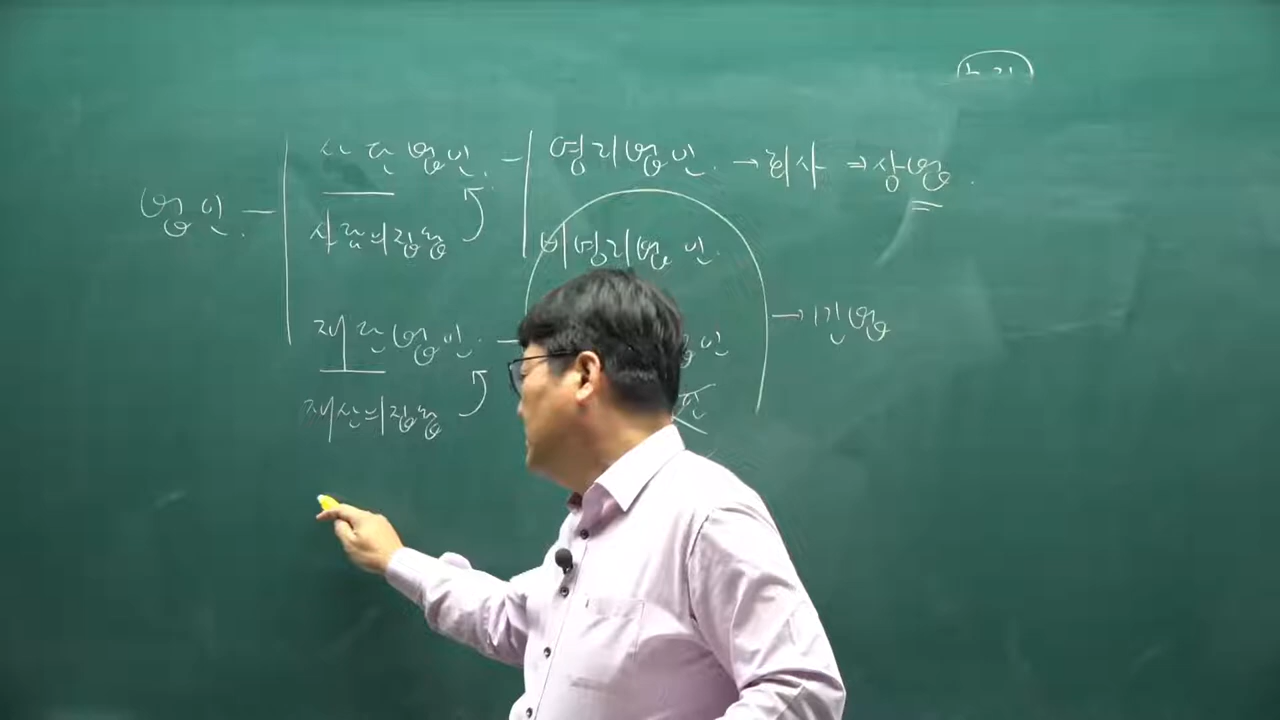 사단법인 - 영리법인. → 회사 ⇒ 상법.
법인. -
사람의 집합
비영리법인.
재단법인. -
→ 민법
재산의 집합